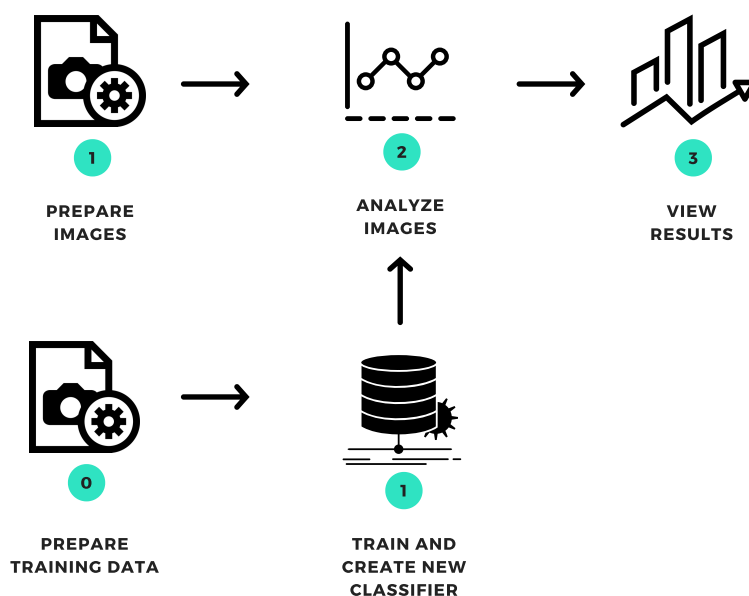 1
PREPARE
IMAGES
2
ANALYZE
IMAGES
3
VIEW
RESULTS
0
PREPARE
TRAINING DATA
1
TRAIN AND
CREATE NEW
CLASSIFIER